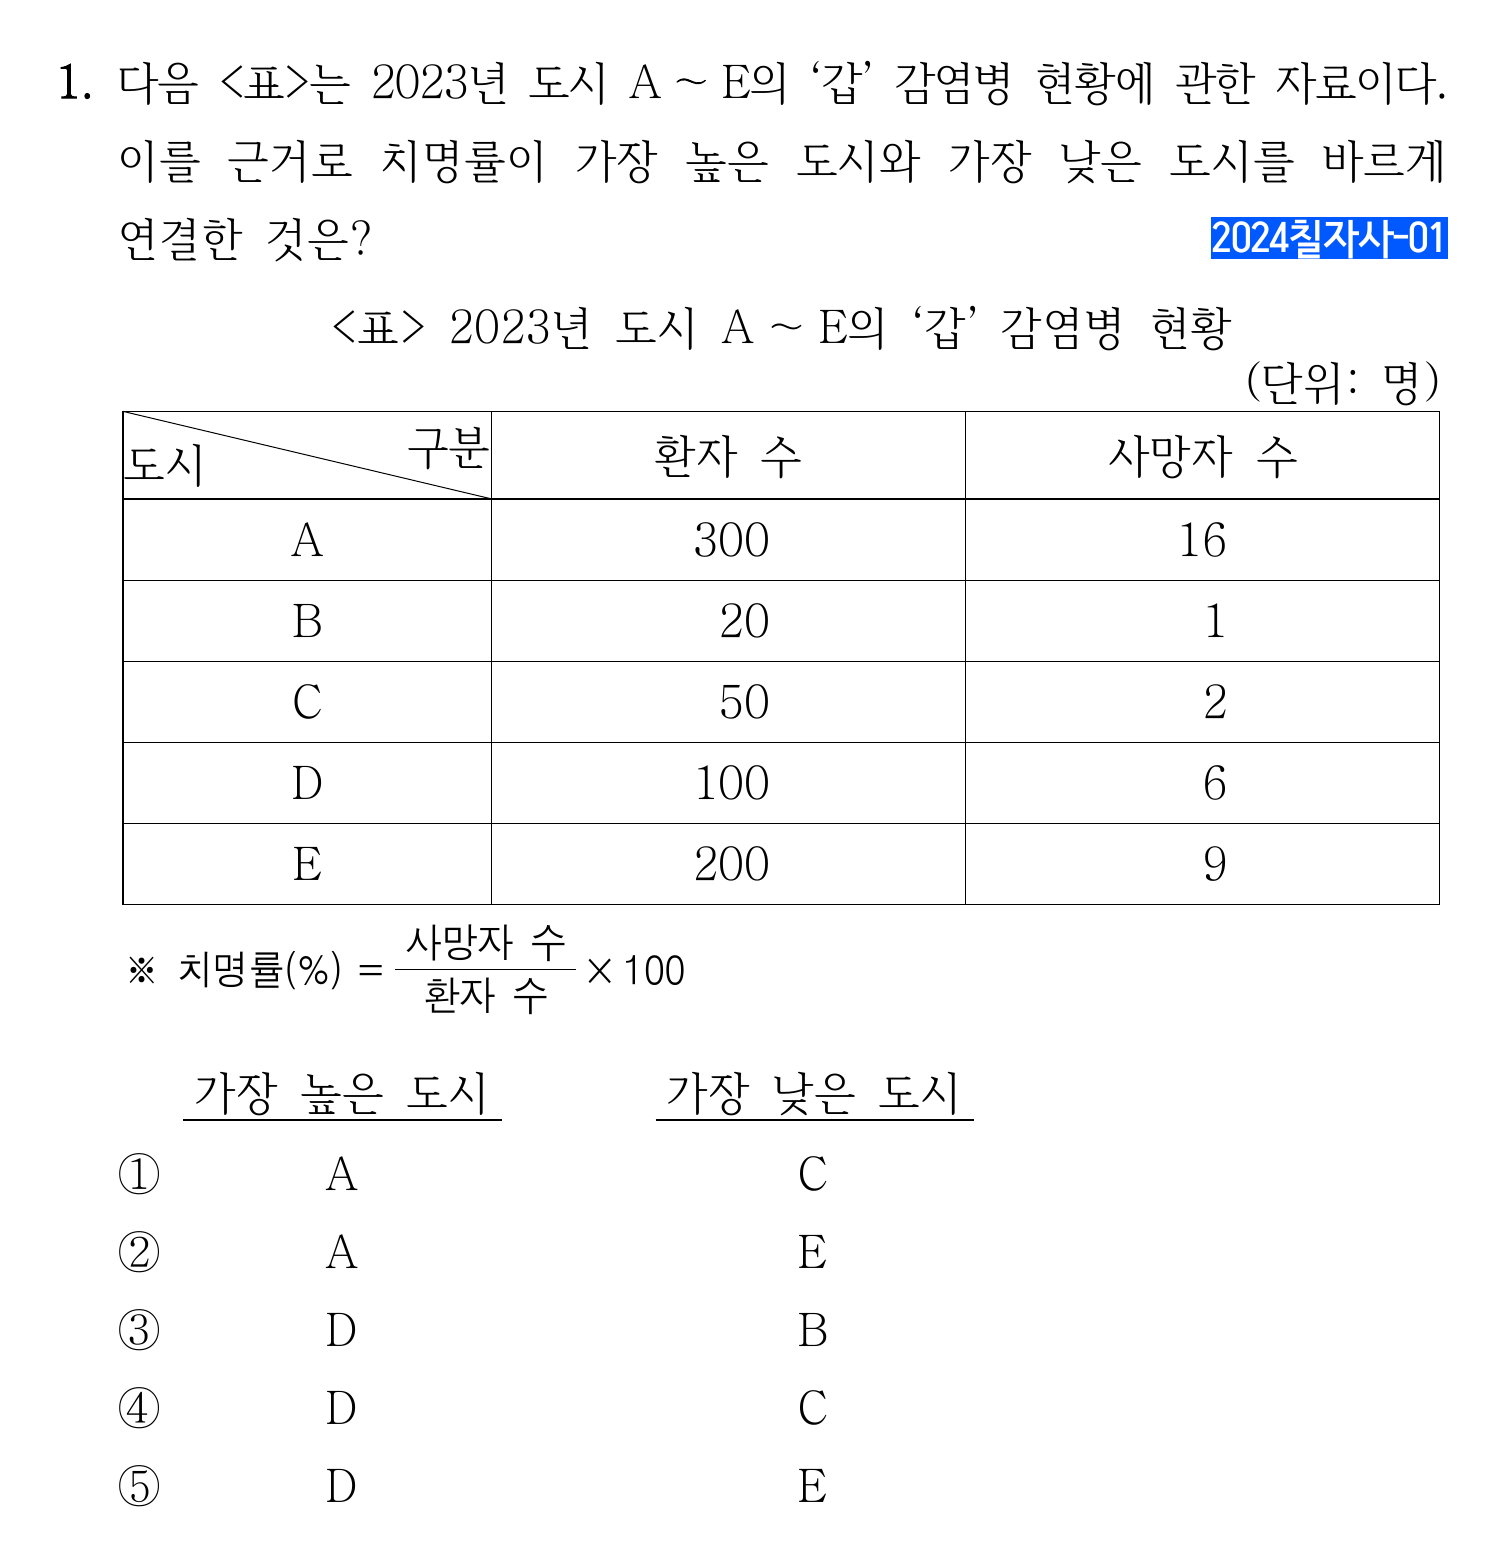 1. 다음 <표>는 2023년 도시 A ~ E의 ‘갑’ 감염병 현황에 관한 자료이다.
이를 근거로 치명률이 가장 높은 도시와 가장 낮은 도시를 바르게
연결한 것은?
2024칠자사-01
<표> 2023년 도시 A ~ E의 ‘갑’ 감염병 현황
(단위: 명)
도시 구분 환자 수 사망자 수
A 300 16
B 20 1
C 50 2
D 100 6
E 200 9
※ 치명률(%) = 사망자 수 / 환자 수 × 100
가장 높은 도시 가장 낮은 도시
① A C
② A E
③ D B
④ D C
⑤ D E